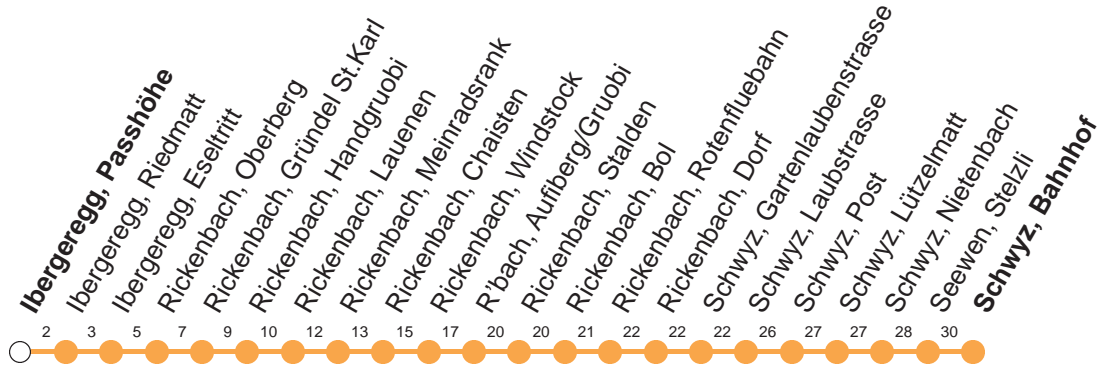 Ibergeregg, Passhöhe
Ibergeregg, Riedmatt
Ibergeregg, Eseltritt
Rickenbach, Oberberg
Rickenbach, Gründel St.Karl
Rickenbach, Handgruobi
Rickenbach, Lauenen
Rickenbach, Meinradsrank
Rickenbach, Chaisten
Rickenbach, Windstock
R'bach, Aufiberg/Gruobi
Rickenbach, Stalden
Rickenbach, Bol
Rickenbach, Rotenfluebahn
Rickenbach, Dorf
Schwyz, Gartenlaubenstrasse
Schwyz, Laubstrasse
Schwyz, Post
Schwyz, Lützelmatt
Schwyz, Nietenbach
Seewen, Stelzli
Schwyz, Bahnhof
2 3 5 7 9 10 12 13 15 17 20 20 21 22 22 22 26 27 27 28 30